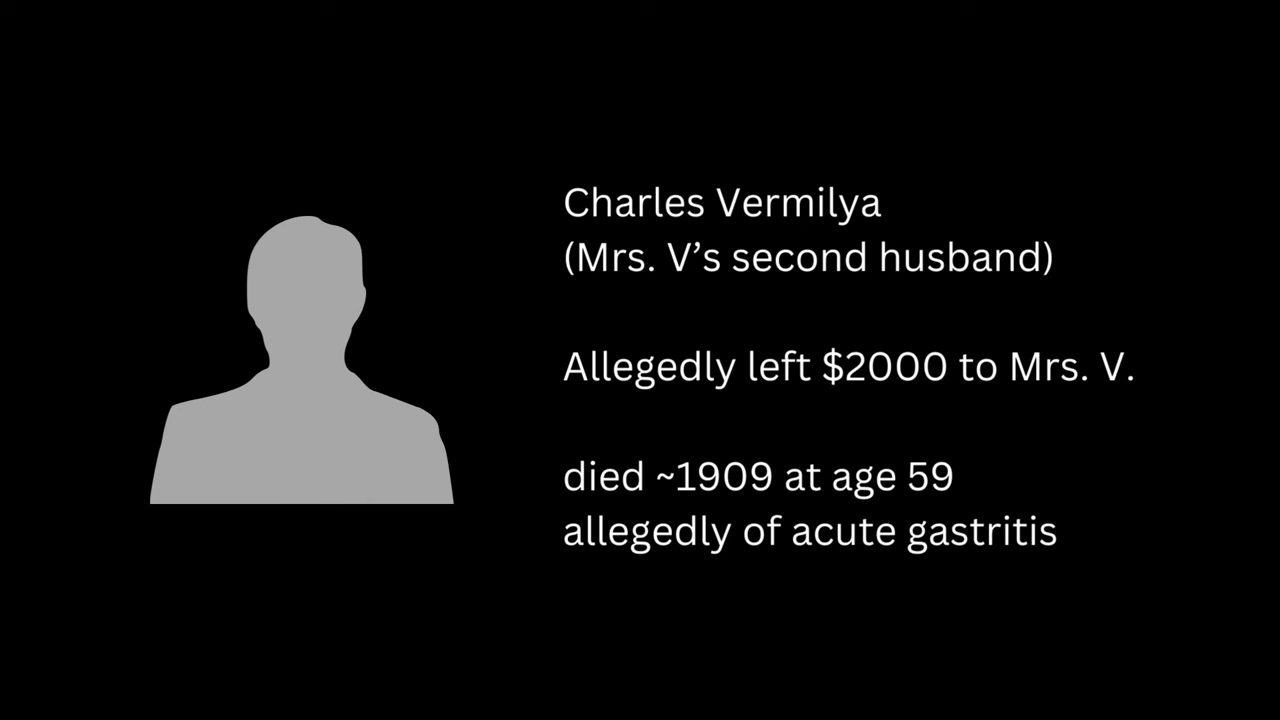 Charles Vermilya
(Mrs. V’s second husband)
Allegedly left $2000 to Mrs. V.
died ~1909 at age 59
allegedly of acute gastritis